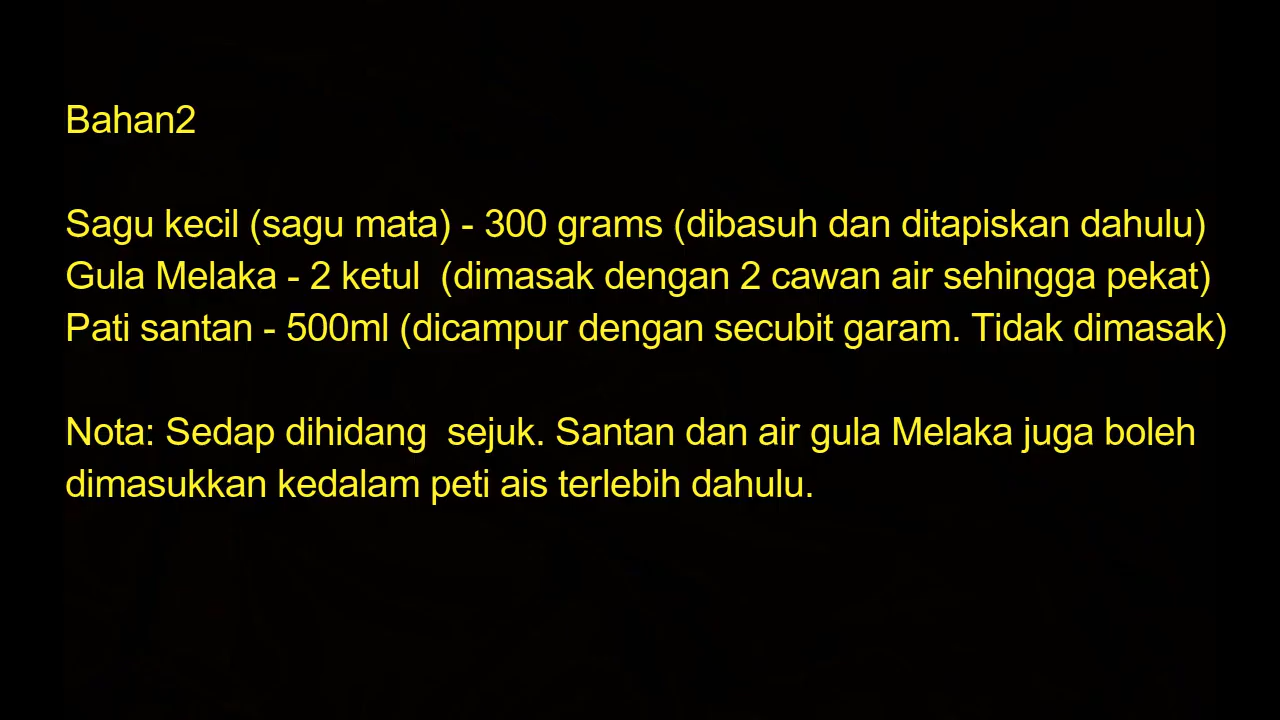 Bahan2
Sagu kecil (sagu mata) - 300 grams (dibasuh dan ditapiskan dahulu)
Gula Melaka - 2 ketul  (dimasak dengan 2 cawan air sehingga pekat)
Pati santan - 500ml (dicampur dengan secubit garam. Tidak dimasak)
Nota: Sedap dihidang  sejuk. Santan dan air gula Melaka juga boleh
dimasukkan kedalam peti ais terlebih dahulu.